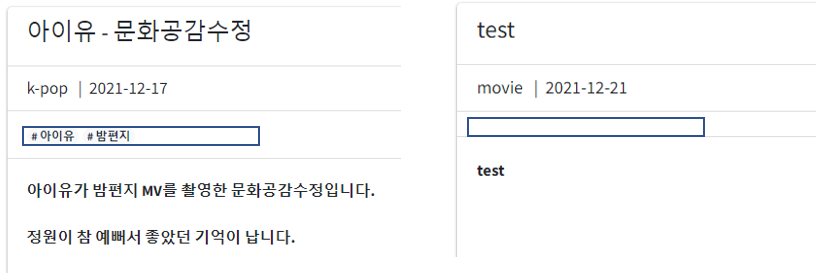 아이유 - 문화공감수정
k-pop | 2021-12-17
# 아이유 # 밤편지
아이유가 밤편지 MV를 촬영한 문화공감수정입니다.
정원이 참 예뻐서 좋았던 기억이 납니다.
test
movie | 2021-12-21
test